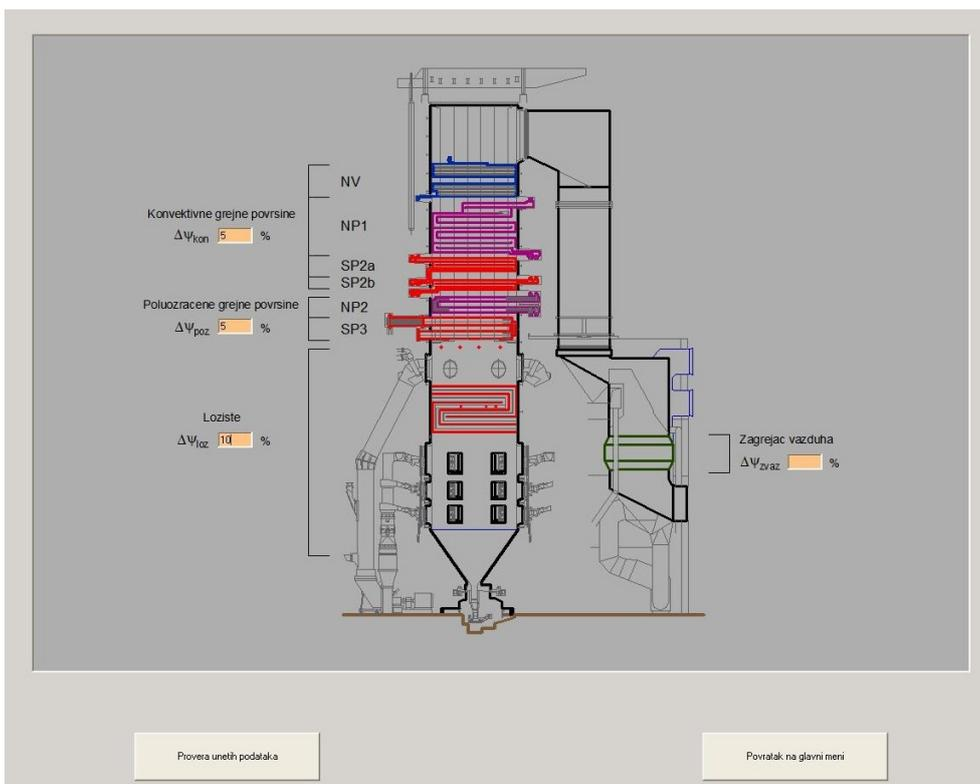 NV
Konvektivne grejne povrsine
NP1
Δψkon 5 %
SP2a
SP2b
Poluozracene grejne povrsine
NP2
Δψpoz 5 %
SP3
Loziste
Δψloz 10 %
Zagrejac vazduha
Δψzvaz %
Provera unetih podataka
Povratak na glavni meni